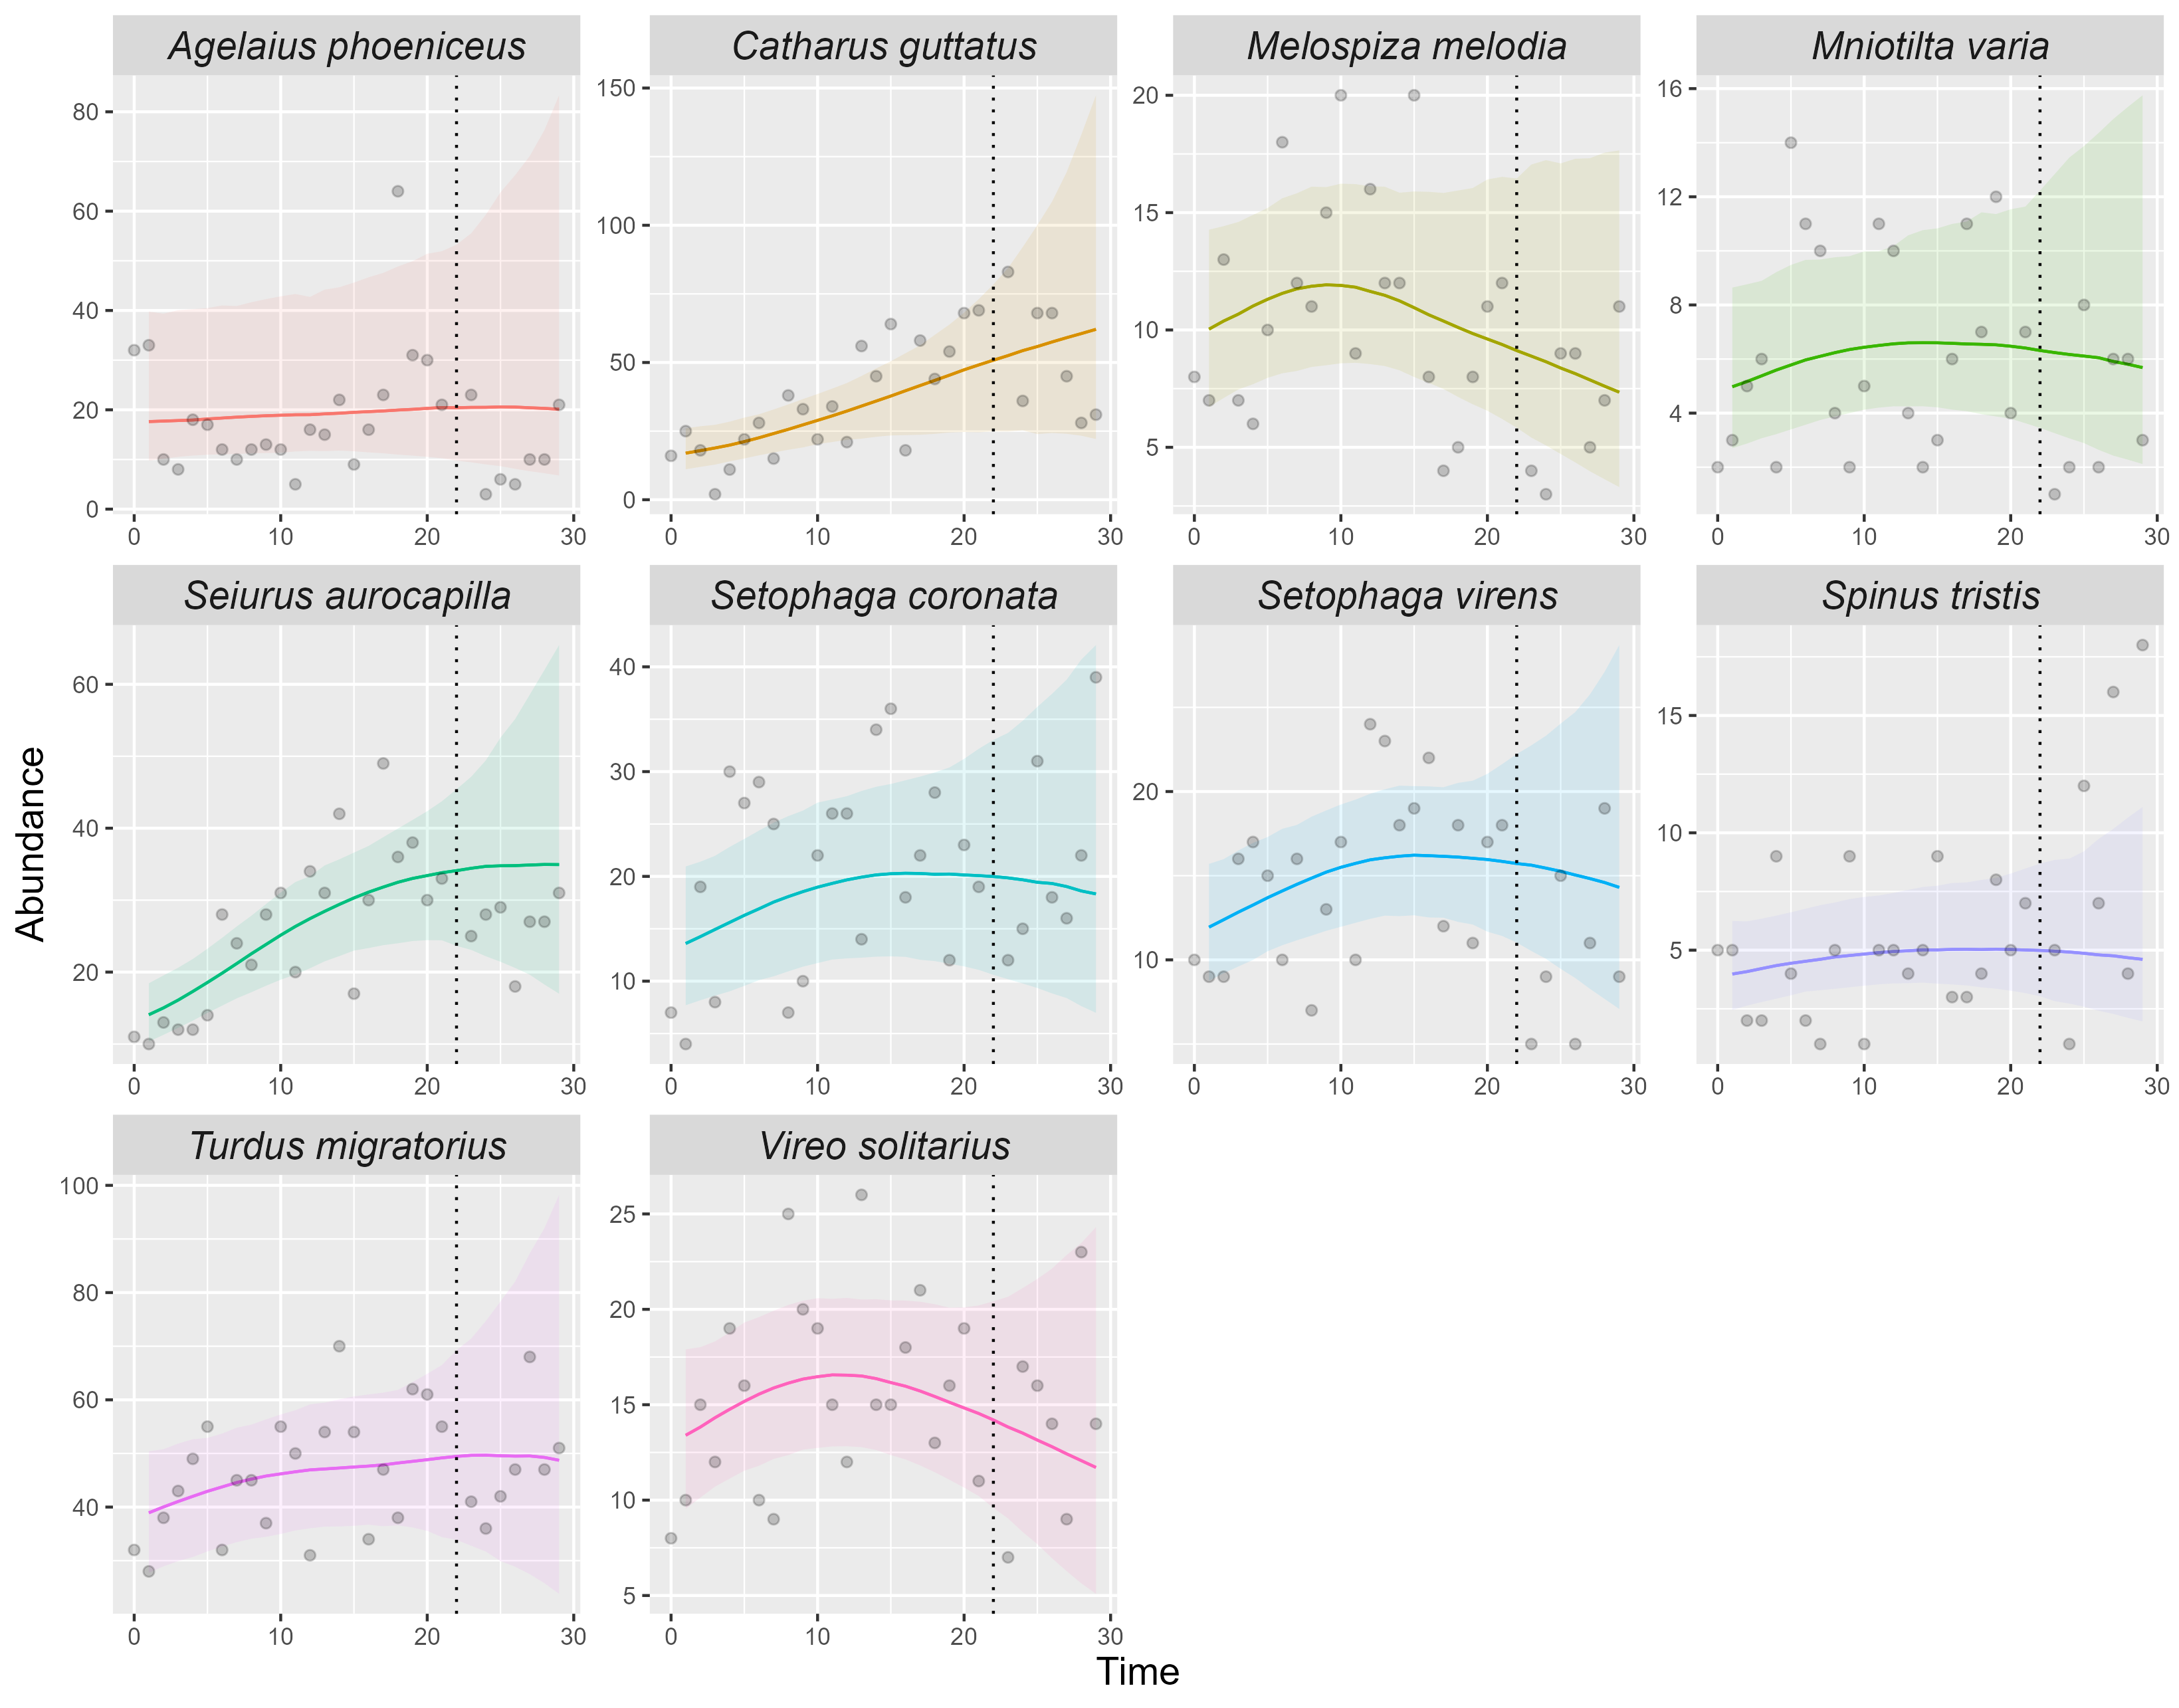 Agelaius phoeniceus
Catharus guttatus
Melospiza melodia
Mniotilta varia
80
60
40
20
0
0 10 20 30
150
100
50
0
0 10 20 30
20
15
10
5
0 10 20 30
16
12
8
4
0 10 20 30
Seiurus aurocapilla
Setophaga coronata
Setophaga virens
Spinus tristis
60
40
20
0 10 20 30
40
30
20
10
0 10 20 30
20
10
0 10 20 30
15
10
5
0 10 20 30
Abundance
Turdus migratorius
Vireo solitarius
100
80
60
40
0 10 20 30
25
20
15
10
5
0 10 20 30
Time